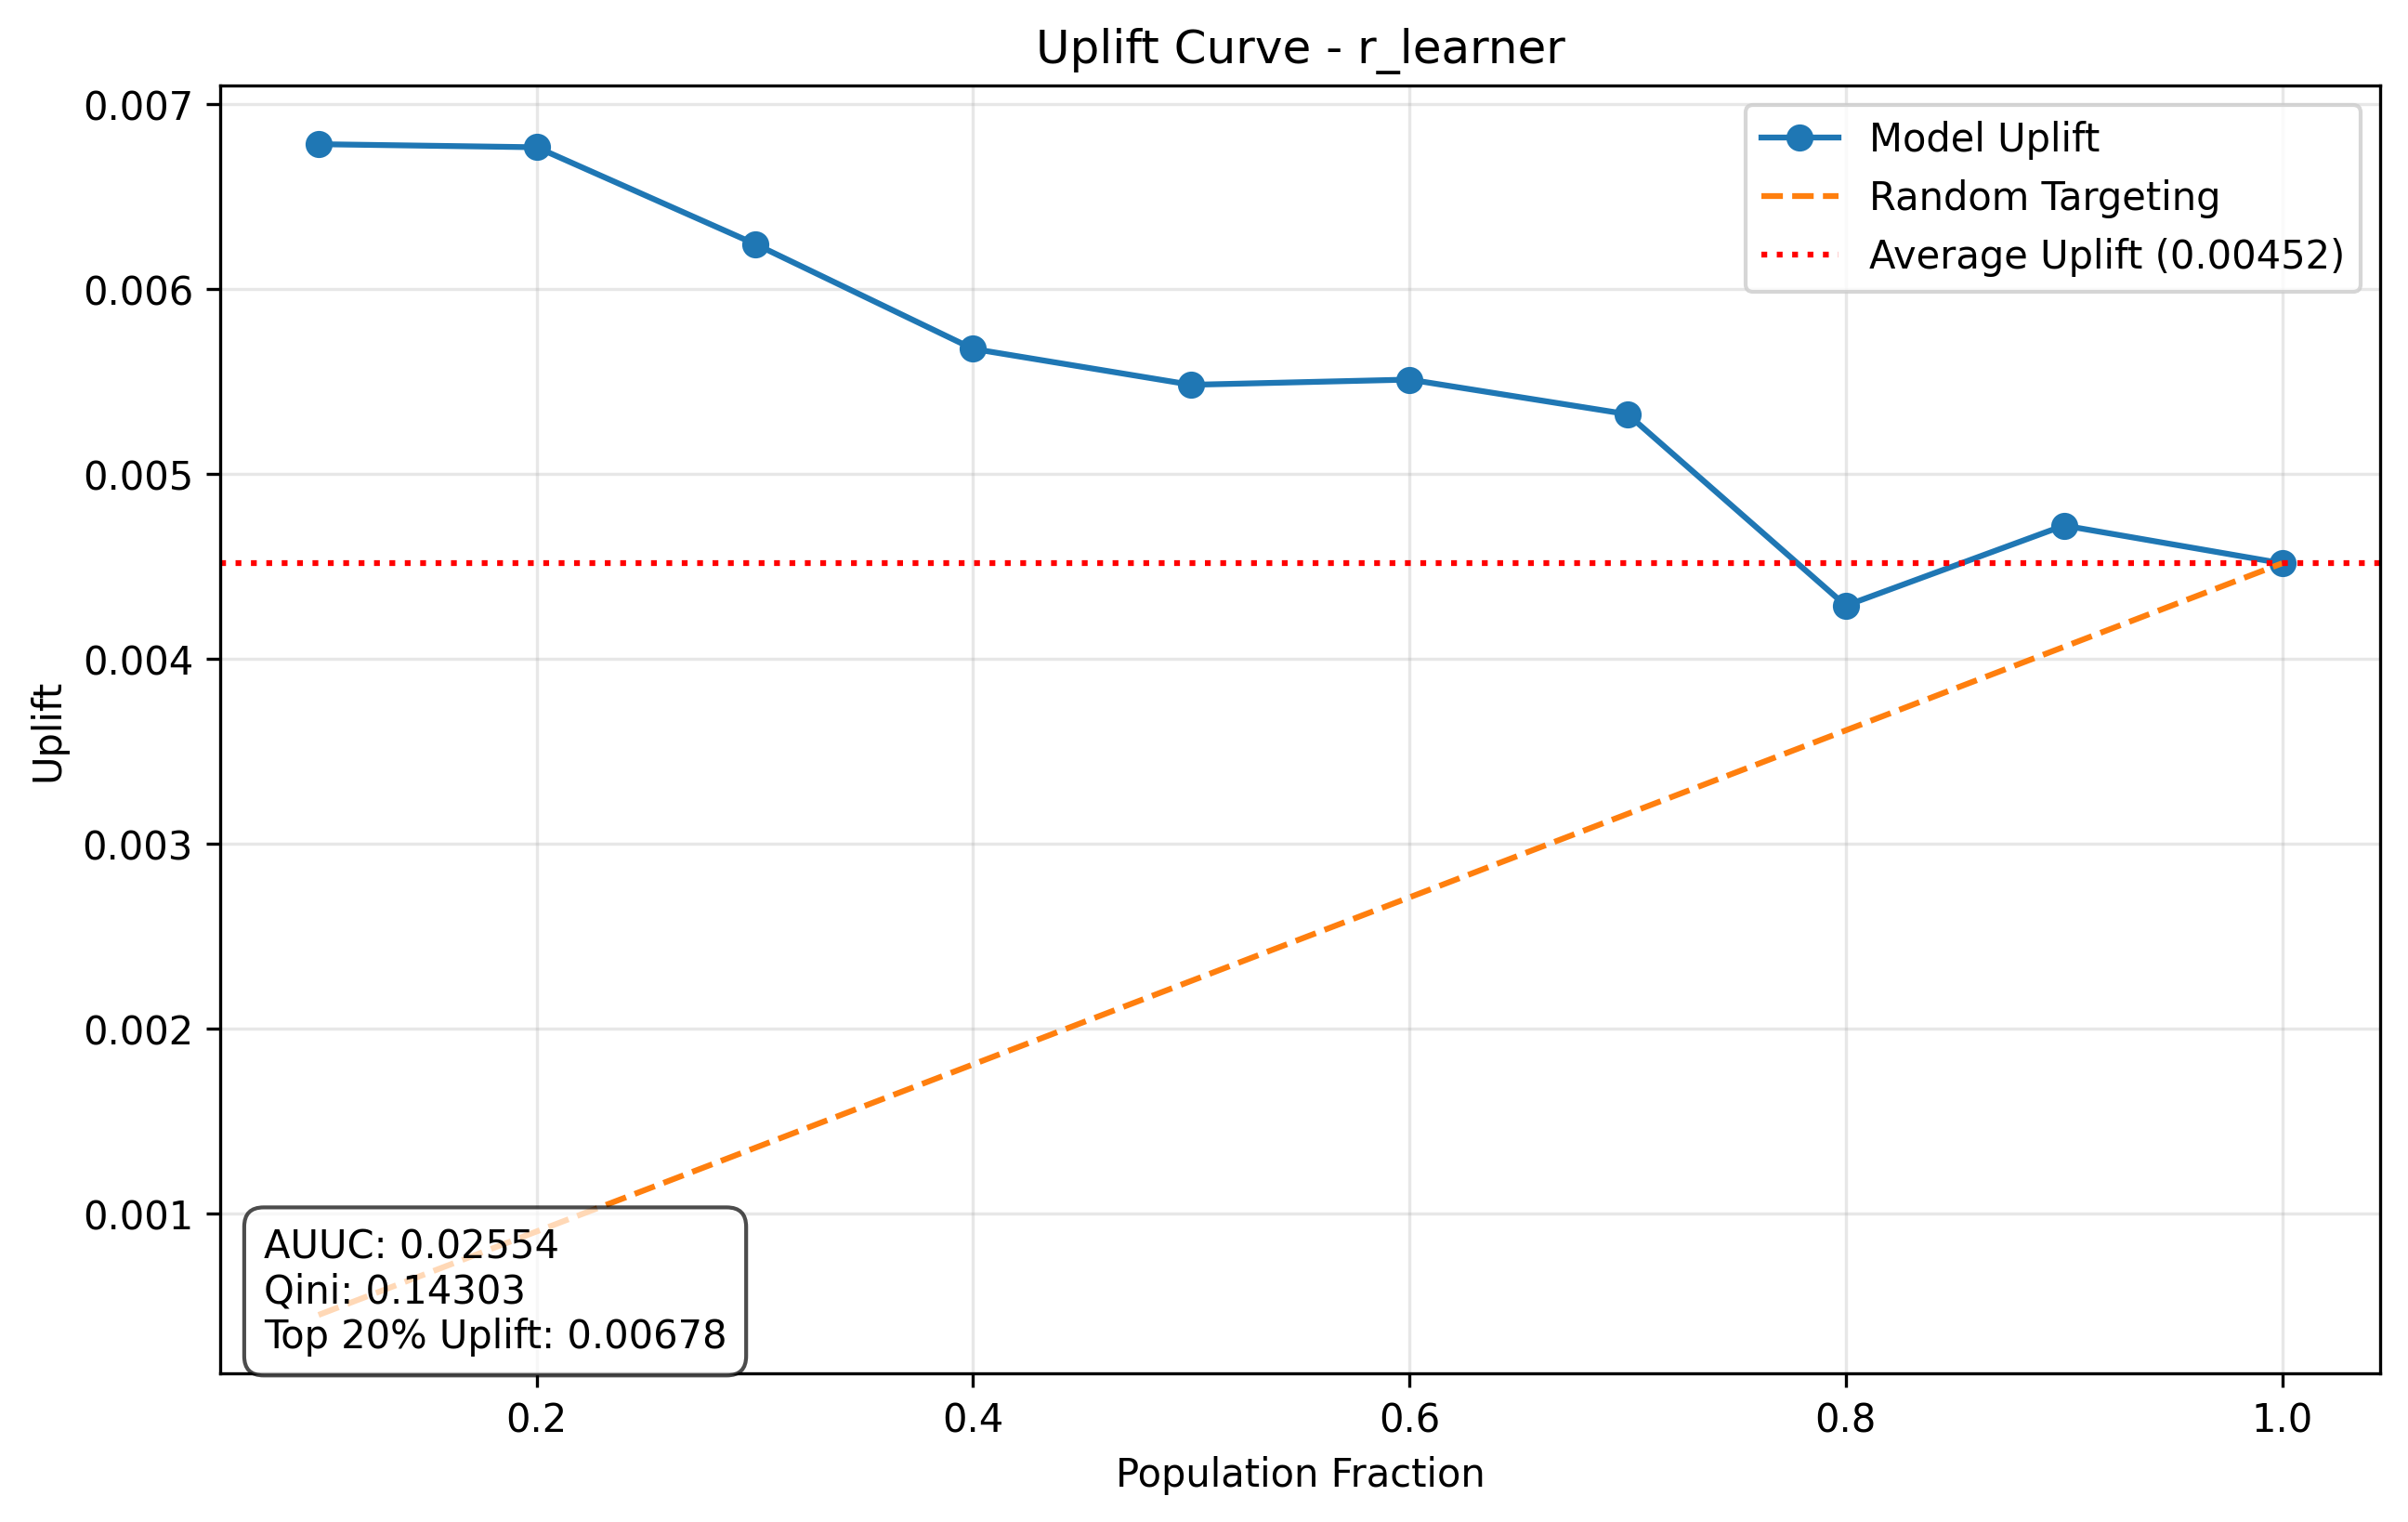 Uplift Curve - r_learner
0.007
0.006
0.005
0.004
0.003
0.002
0.001
Uplift
Model Uplift
Random Targeting
Average Uplift (0.00452)
AUUC: 0.02554
Qini: 0.14303
Top 20% Uplift: 0.00678
0.2 0.4 0.6 0.8 1.0
Population Fraction